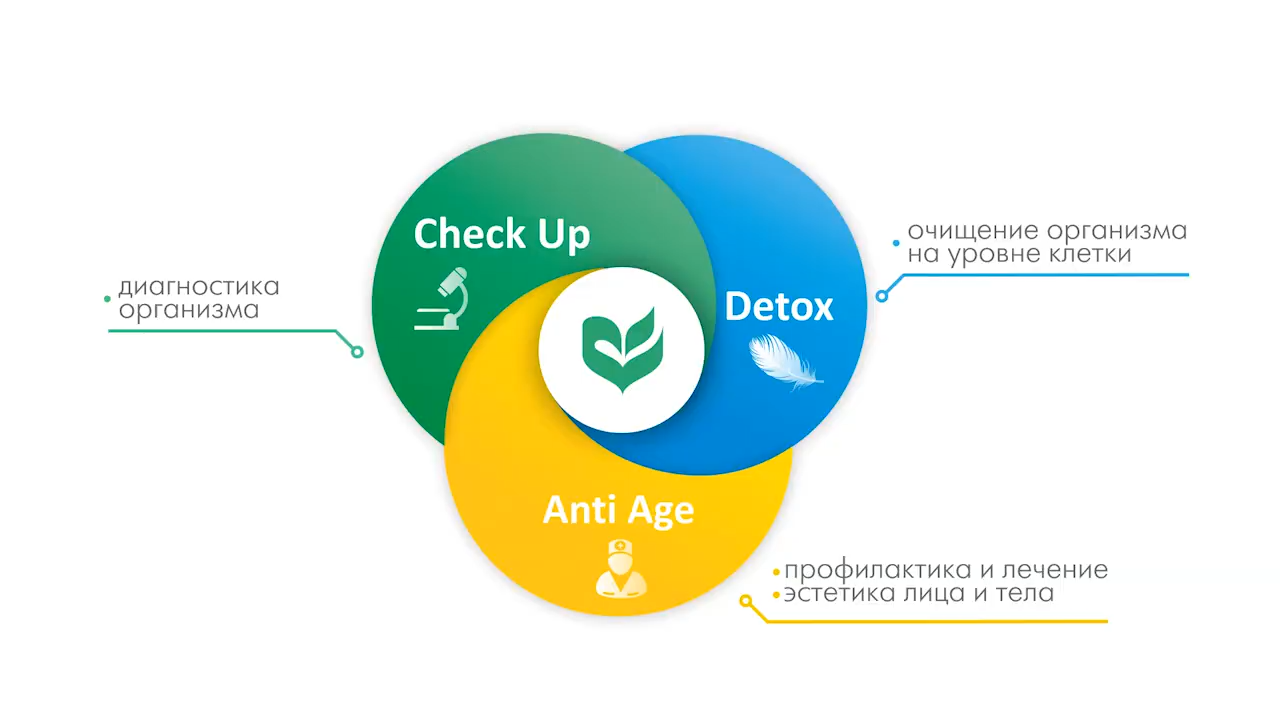 Check Up
• диагностика
организма
Detox
• очищение организма
на уровне клетки
Anti Age
• профилактика и лечение
• эстетика лица и тела